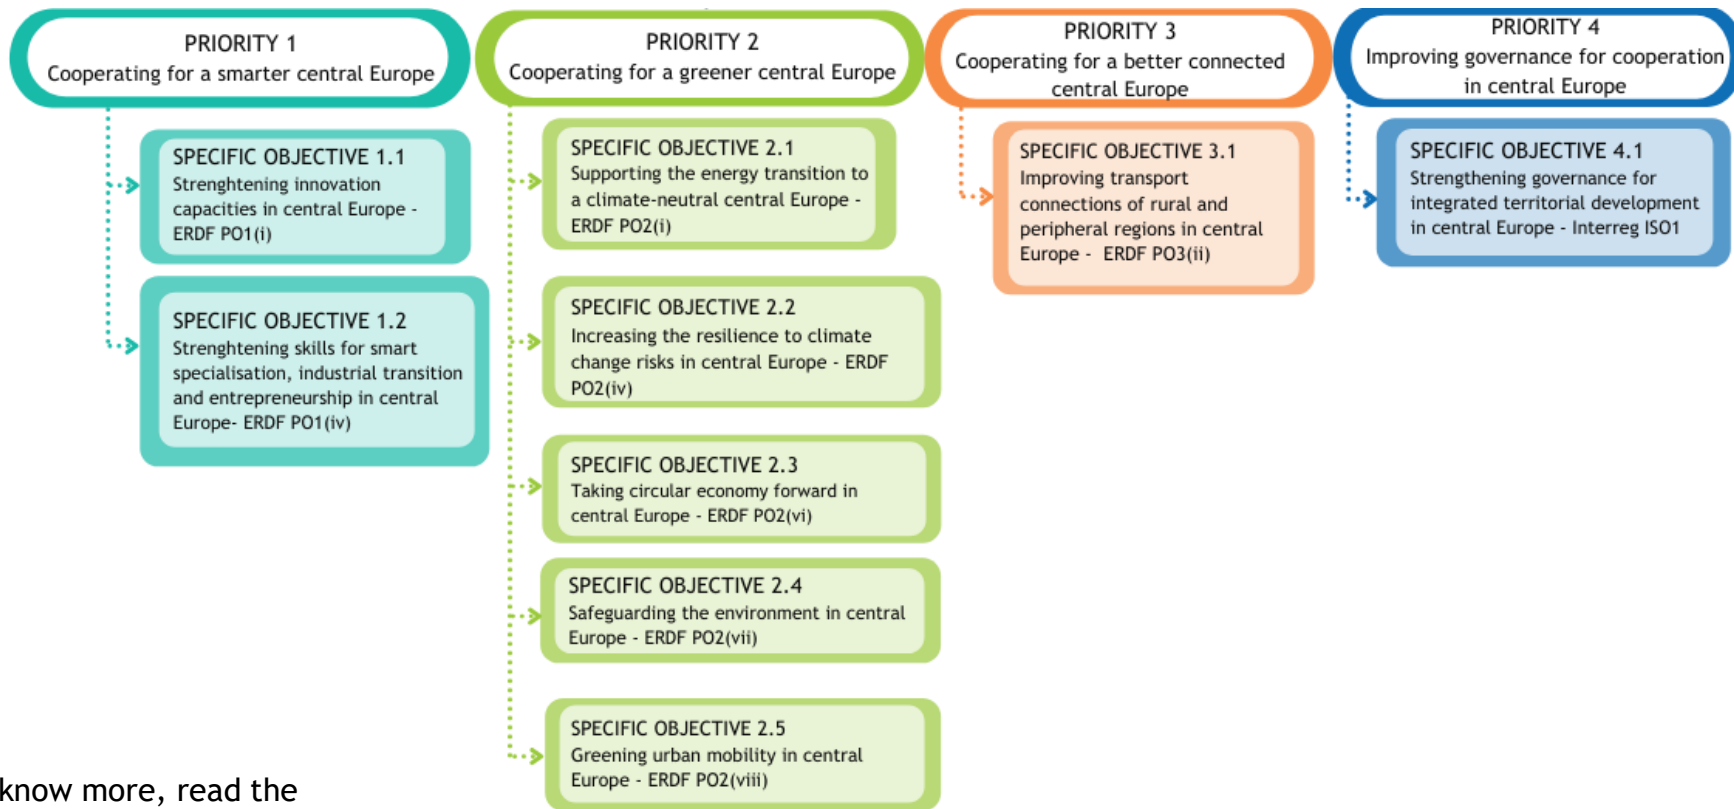 PRIORITY 1
Cooperating for a smarter central Europe
SPECIFIC OBJECTIVE 1.1
Strenghtening innovation
capacities in central Europe -
ERDF PO1(i)
SPECIFIC OBJECTIVE 1.2
Strenghtening skills for smart
specialisation, industrial transition
and entrepreneurship in central
Europe- ERDF PO1(iv)
PRIORITY 2
Cooperating for a greener central Europe
SPECIFIC OBJECTIVE 2.1
Supporting the energy transition to
a climate-neutral central Europe -
ERDF PO2(i)
SPECIFIC OBJECTIVE 2.2
Increasing the resilience to climate
change risks in central Europe - ERDF
PO2(iv)
SPECIFIC OBJECTIVE 2.3
Taking circular economy forward in
central Europe - ERDF PO2(vi)
SPECIFIC OBJECTIVE 2.4
Safeguarding the environment in central
Europe - ERDF PO2(vii)
SPECIFIC OBJECTIVE 2.5
Greening urban mobility in central
Europe - ERDF PO2(viii)
PRIORITY 3
Cooperating for a better connected
central Europe
SPECIFIC OBJECTIVE 3.1
Improving transport
connections of rural and
peripheral regions in central
Europe - ERDF PO3(ii)
PRIORITY 4
Improving governance for cooperation
in central Europe
SPECIFIC OBJECTIVE 4.1
Strengthening governance for
integrated territorial development
in central Europe - Interreg ISO1
know more, read the